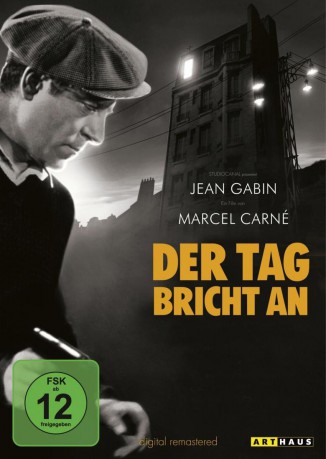 STUDIOCANAL präsentiert
JEAN GABIN
Ein Film von
MARCEL CARNÉ
DER TAG
BRICHT AN
FSK
ab
12
freigegeben
digital remastered
ARTHAUS